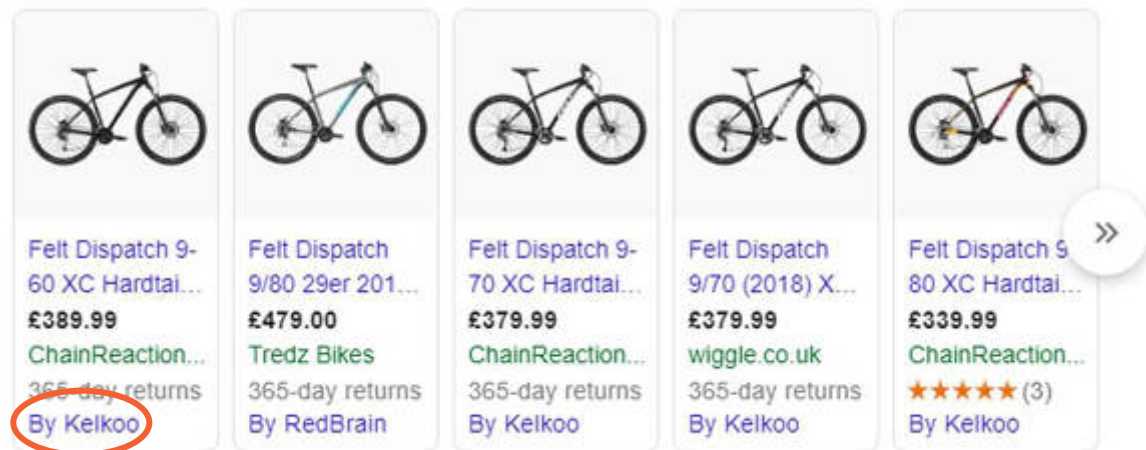 Felt Dispatch 9-
60 XC Hardtai...
£389.99
ChainReaction...
365-day returns
By Kelkoo
Felt Dispatch
9/80 29er 201...
£479.00
Tredz Bikes
365-day returns
By RedBrain
Felt Dispatch 9-
70 XC Hardtai...
£379.99
ChainReaction...
365-day returns
By Kelkoo
Felt Dispatch
9/70 (2018) X...
£379.99
wiggle.co.uk
365-day returns
By Kelkoo
Felt Dispatch 9
80 XC Hardtai...
£339.99
ChainReaction...
★★★★★ (3)
By Kelkoo